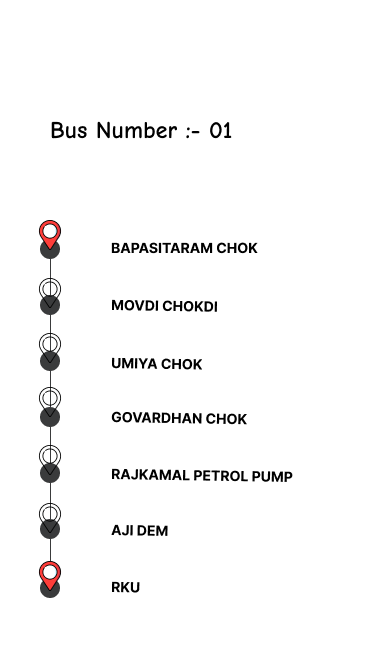 Bus Number :- 01
BAPASITARAM CHOK
MOVDI CHOKDI
UMIYA CHOK
GOVARDHAN CHOK
RAJKAMAL PETROL PUMP
AJI DEM
RKU